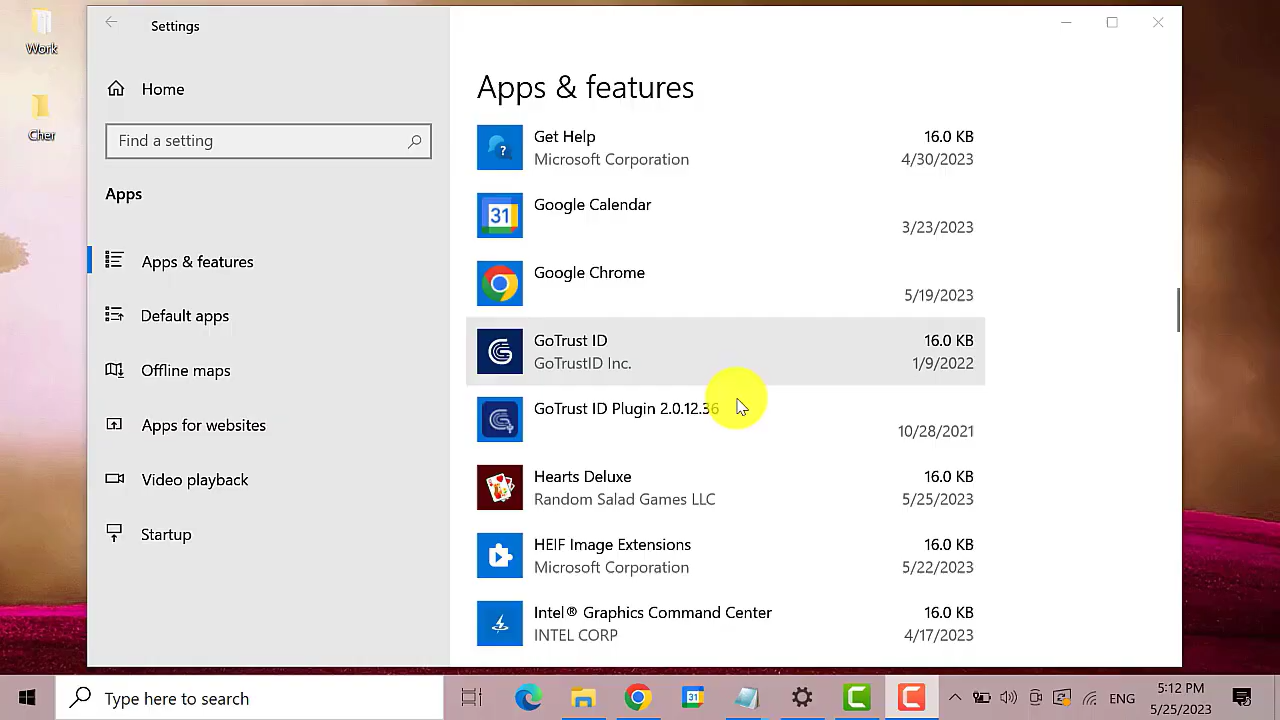 Work
Cher
Settings
Home
Find a setting
Apps
Apps & features
Default apps
Offline maps
Apps for websites
Video playback
Startup
Apps & features
Get Help
16.0 KB
Microsoft Corporation
4/30/2023
31
Google Calendar
3/23/2023
Google Chrome
5/19/2023
GoTrust ID
16.0 KB
GoTrustID Inc.
1/9/2022
GoTrust ID Plugin 2.0.12.36
10/28/2021
Hearts Deluxe
16.0 KB
Random Salad Games LLC
5/25/2023
HEIF Image Extensions
16.0 KB
Microsoft Corporation
5/22/2023
Intel® Graphics Command Center
16.0 KB
INTEL CORP
4/17/2023
Type here to search
31
ENG
5:12 PM
5/25/2023